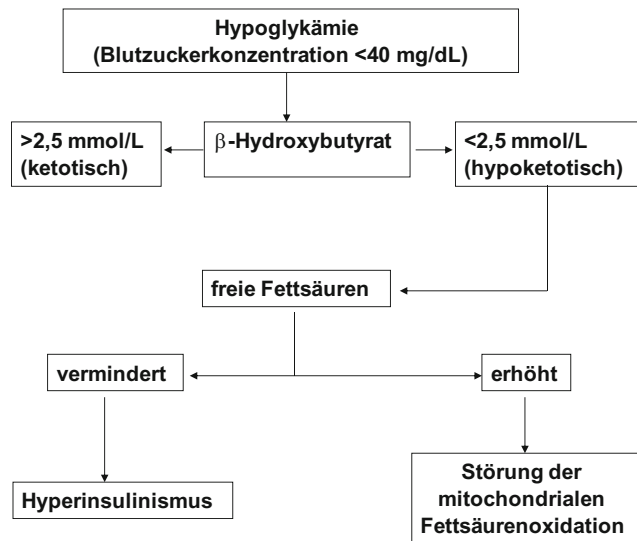 Hypoglykämie
(Blutzuckerkonzentration <40 mg/dL)
>2,5 mmol/L
(ketotisch)
β-Hydroxybutyrat
<2,5 mmol/L
(hypoketotisch)
freie Fettsäuren
vermindert
erhöht
Hyperinsulinismus
Störung der
mitochondrialen
Fettsäurenoxidation